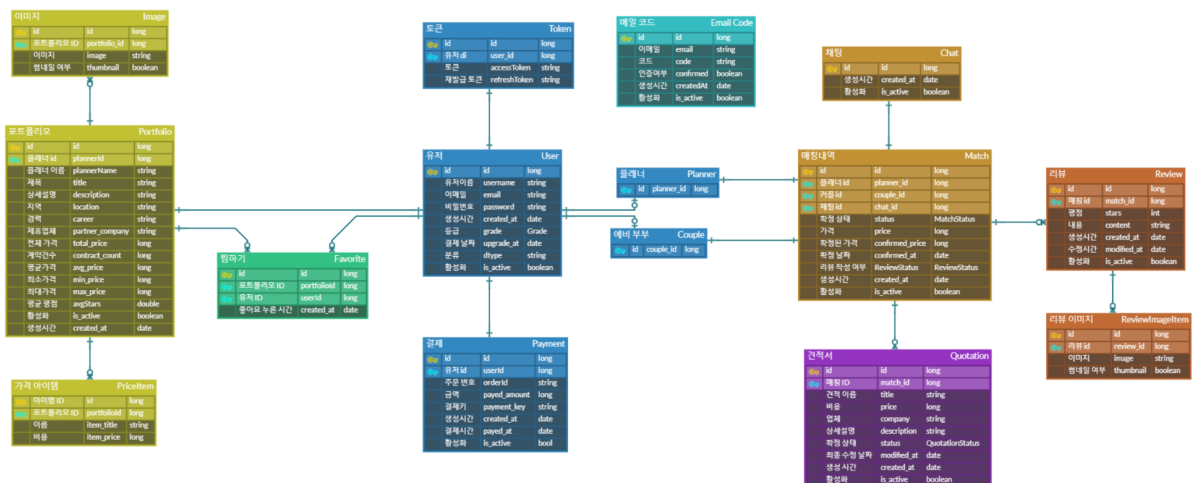 이미지 Image
id id long
포트폴리오 ID portfolio_id long
이미지 image string
썸네일 여부 thumbnail boolean
포트폴리오 Portfolio
id id long
플래너 id plannerId long
플래너 이름 plannerName string
제목 title string
상세설명 description string
지역 location string
경력 career string
제휴업체 partner_company string
전체 가격 total_price long
계약건수 contract_count long
평균가격 avg_price long
최소가격 min_price long
최대가격 max_price long
평균 평점 avgStars double
활성화 is_active boolean
생성시간 created_at date
가격 아이템 PriceItem
아이템 ID id long
포트폴리오 ID portfolioId long
이름 item_title string
비용 item_price long
찜하기 Favorite
id id long
포트폴리오 ID portfolioId long
유저 ID userId long
좋아요 누른 시간 created_at date
토큰 Token
id id long
유저 di user_id long
토큰 accessToken string
재발급 토큰 refreshToken string
유저 User
id id long
유저이름 username string
이메일 email string
비밀번호 password string
생성시간 created_at date
등급 grade Grade
결제 날짜 upgrade_at date
분류 dtype string
활성화 is_active boolean
결제 Payment
id id long
유저 id userId long
주문 번호 orderId string
금액 payed_amount long
결제키 payment_key string
생성시간 created_at date
결제시간 payed_at date
활성화 is_active bool
메일 코드 Email Code
id id long
이메일 email string
코드 code string
인증여부 confirmed boolean
생성시간 createdAt date
활성화 is_active boolean
플래너 Planner
id planner_id long
예비 부부 Couple
id couple_id long
채팅 Chat
id id long
생성시간 created_at date
활성화 is_active boolean
매칭내역 Match
id id long
플래너 id planner_id long
커플 id couple_id long
채팅 id chat_id long
확정 상태 status MatchStatus
가격 price long
확정된 가격 confirmed_price long
확정 날짜 confirmed_at date
리뷰 작성 여부 ReviewStatus ReviewStatus
생성시간 created_at date
활성화 is_active boolean
견적서 Quotation
id id long
매칭 ID match_id long
견적 이름 title string
비용 price long
업체 company string
상세설명 description string
확정 상태 status QuotationStatus
최종 수정 날짜 modified_at date
생성 시간 created_at date
활성화 is_active boolean
리뷰 Review
id id long
매칭 id match_id long
평점 stars int
내용 content string
생성시간 created_at date
수정시간 modified_at date
활성화 is_active boolean
리뷰 이미지 ReviewImageItem
id id long
리뷰 id review_id long
이미지 image string
썸네일 여부 thumbnail boolean